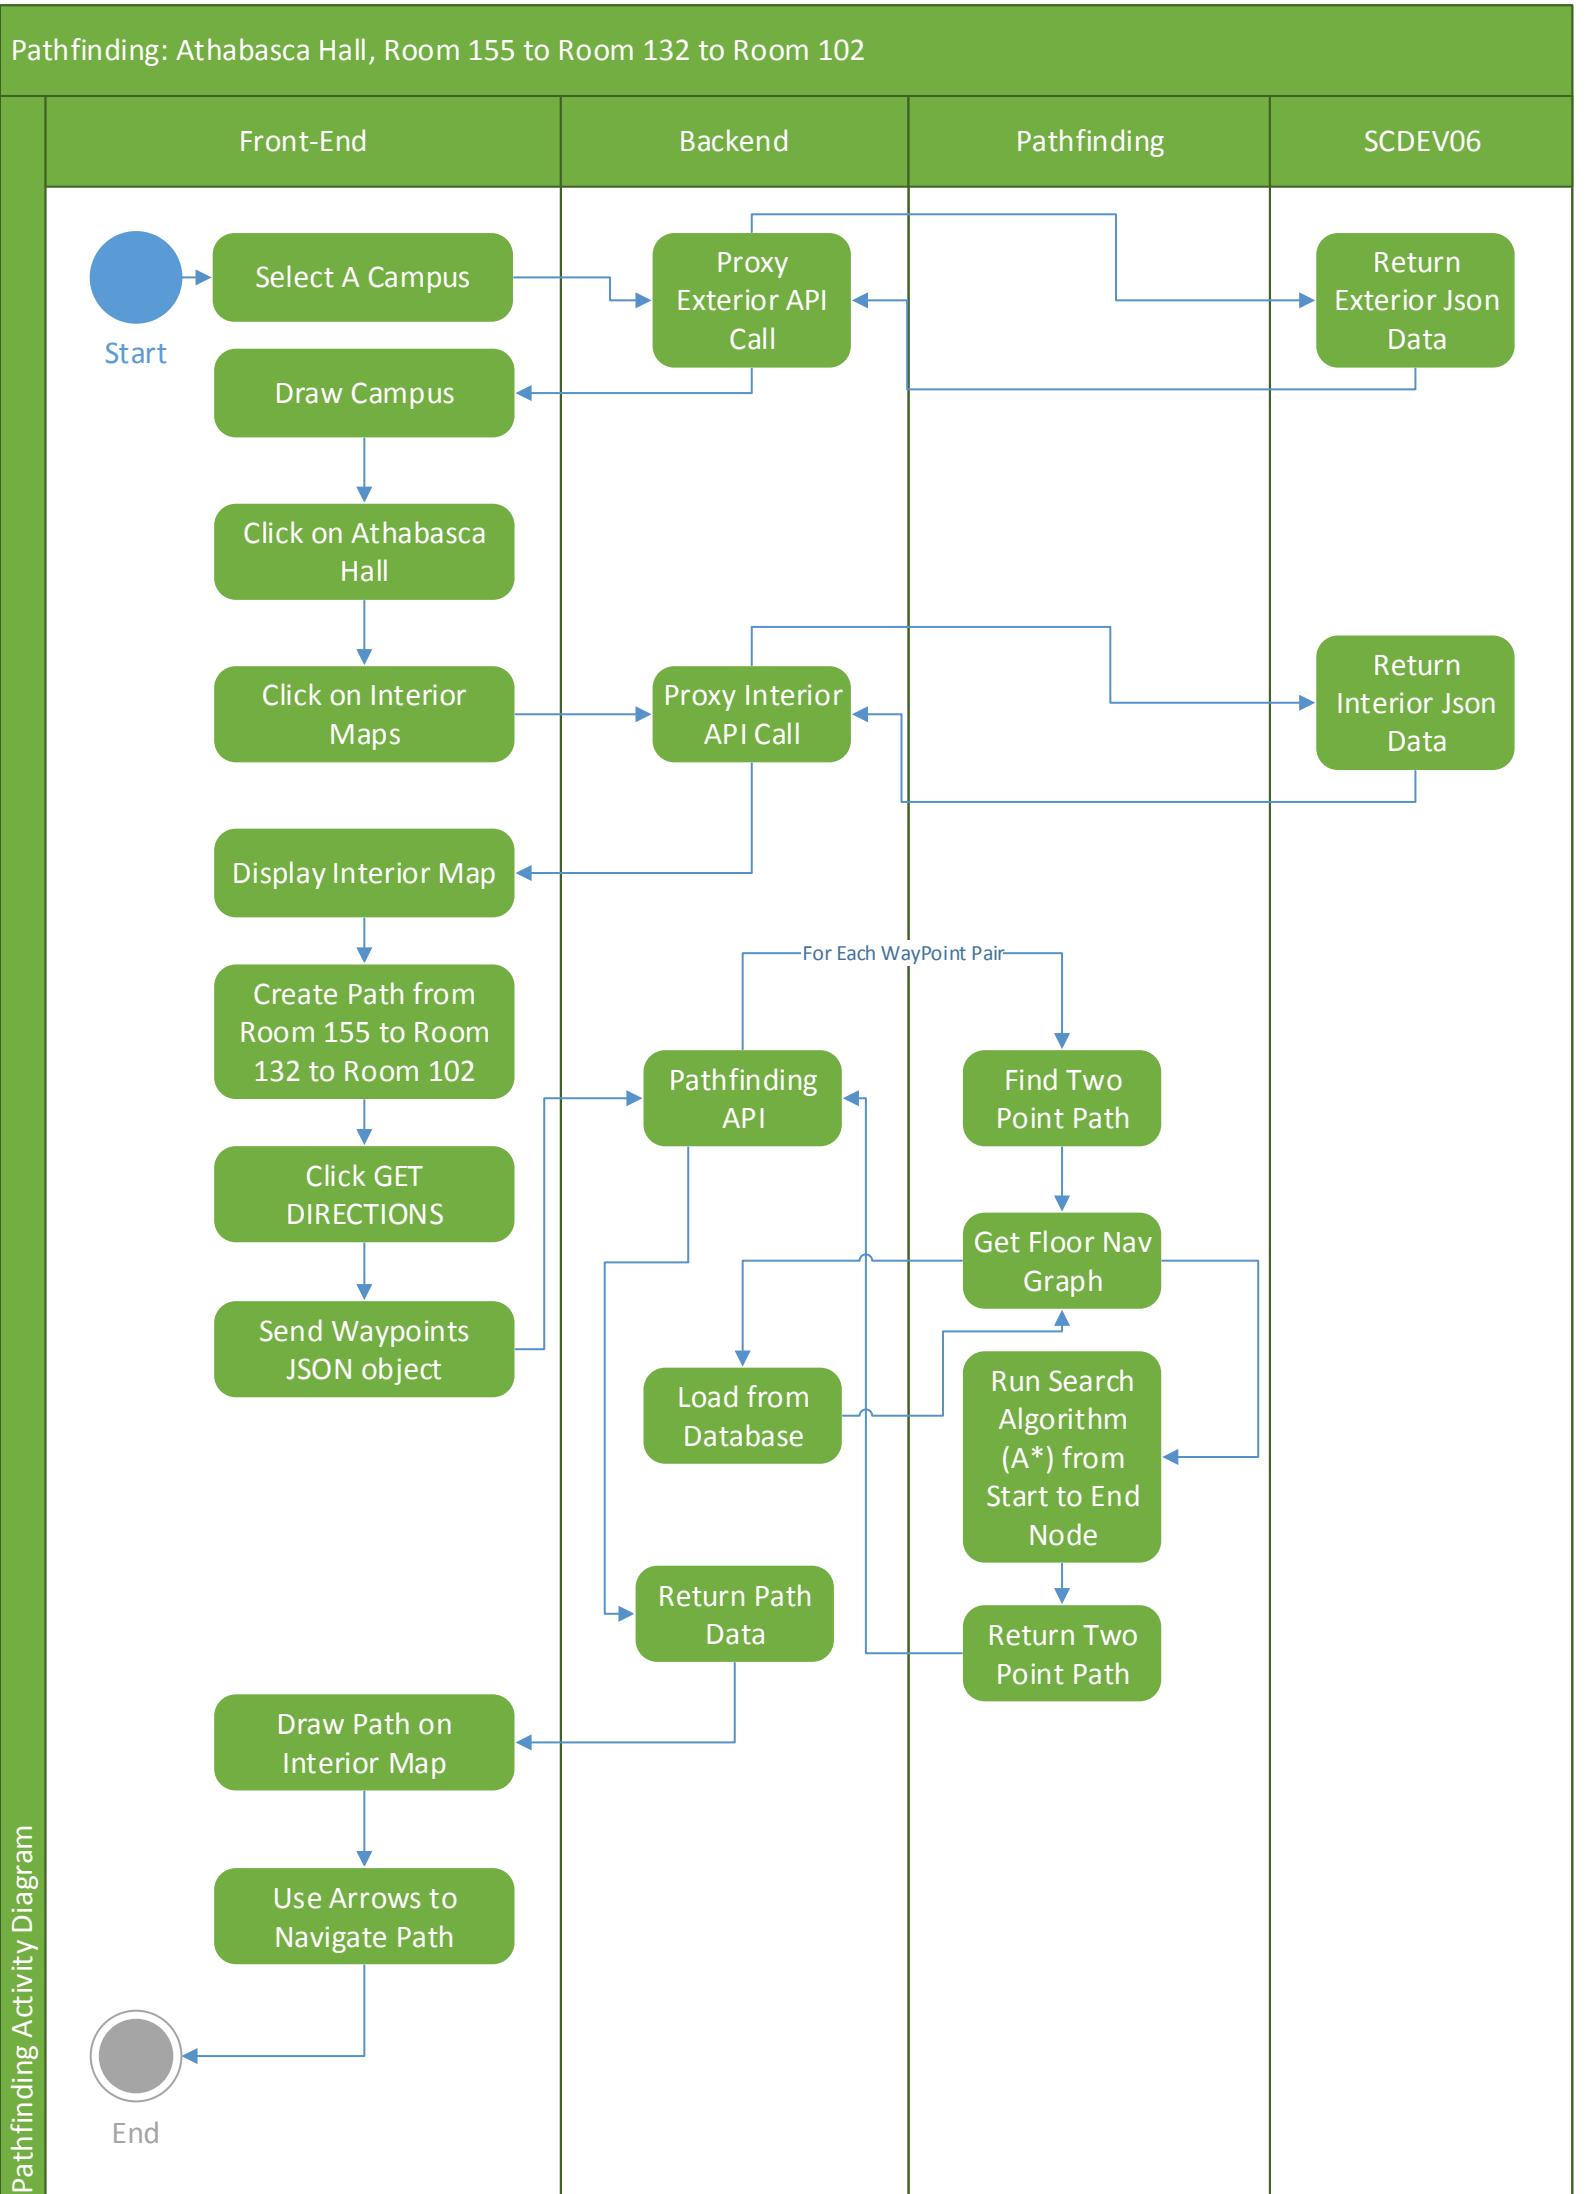 Pathfinding: Athabasca Hall, Room 155 to Room 132 to Room 102
Front-End
Backend
Pathfinding
SCDEV06
Start
Select A Campus
Proxy
Exterior API
Call
Return
Exterior Json
Data
Draw Campus
Click on Athabasca
Hall
Click on Interior
Maps
Proxy Interior
API Call
Return
Interior Json
Data
Display Interior Map
For Each WayPoint Pair
Create Path from
Room 155 to Room
132 to Room 102
Pathfinding
API
Find Two
Point Path
Click GET
DIRECTIONS
Get Floor Nav
Graph
Send Waypoints
JSON object
Load from
Database
Run Search
Algorithm
(A*) from
Start to End
Node
Return Path
Data
Return Two
Point Path
Draw Path on
Interior Map
Use Arrows to
Navigate Path
End
Pathfinding Activity Diagram